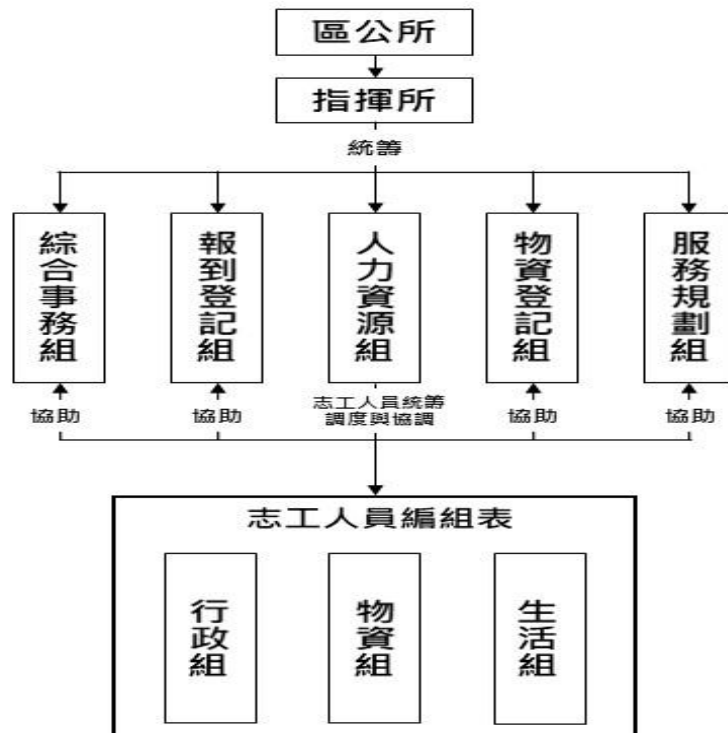 區公所
指揮所
統籌
綜合事務組
報到登記組
人力資源組
物資登記組
服務規劃組
協助
協助
志工人員統籌
調度與協調
協助
協助
志工人員編組表
行政組
物資組
生活組